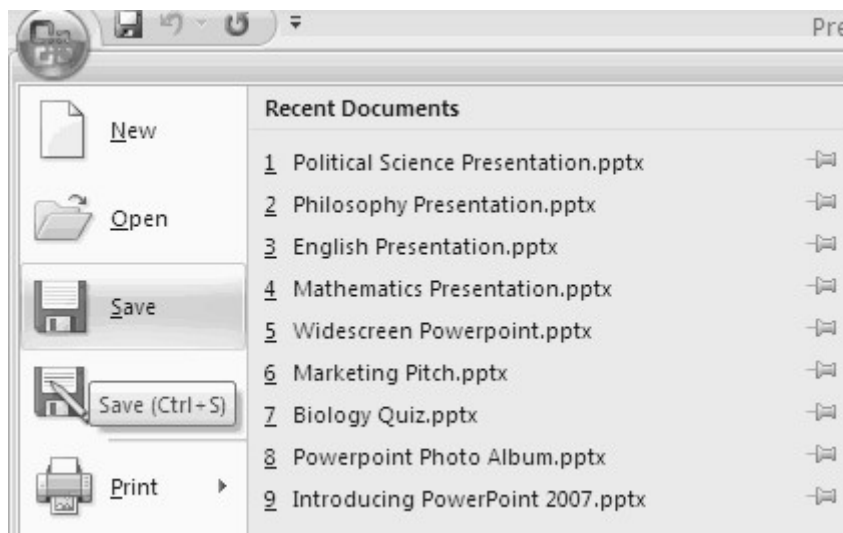 Pre
New
Open
Save
Save (Ctrl+S)
Print
Recent Documents
1 Political Science Presentation.pptx
2 Philosophy Presentation.pptx
3 English Presentation.pptx
4 Mathematics Presentation.pptx
5 Widescreen Powerpoint.pptx
6 Marketing Pitch.pptx
7 Biology Quiz.pptx
8 Powerpoint Photo Album.pptx
9 Introducing PowerPoint 2007.pptx